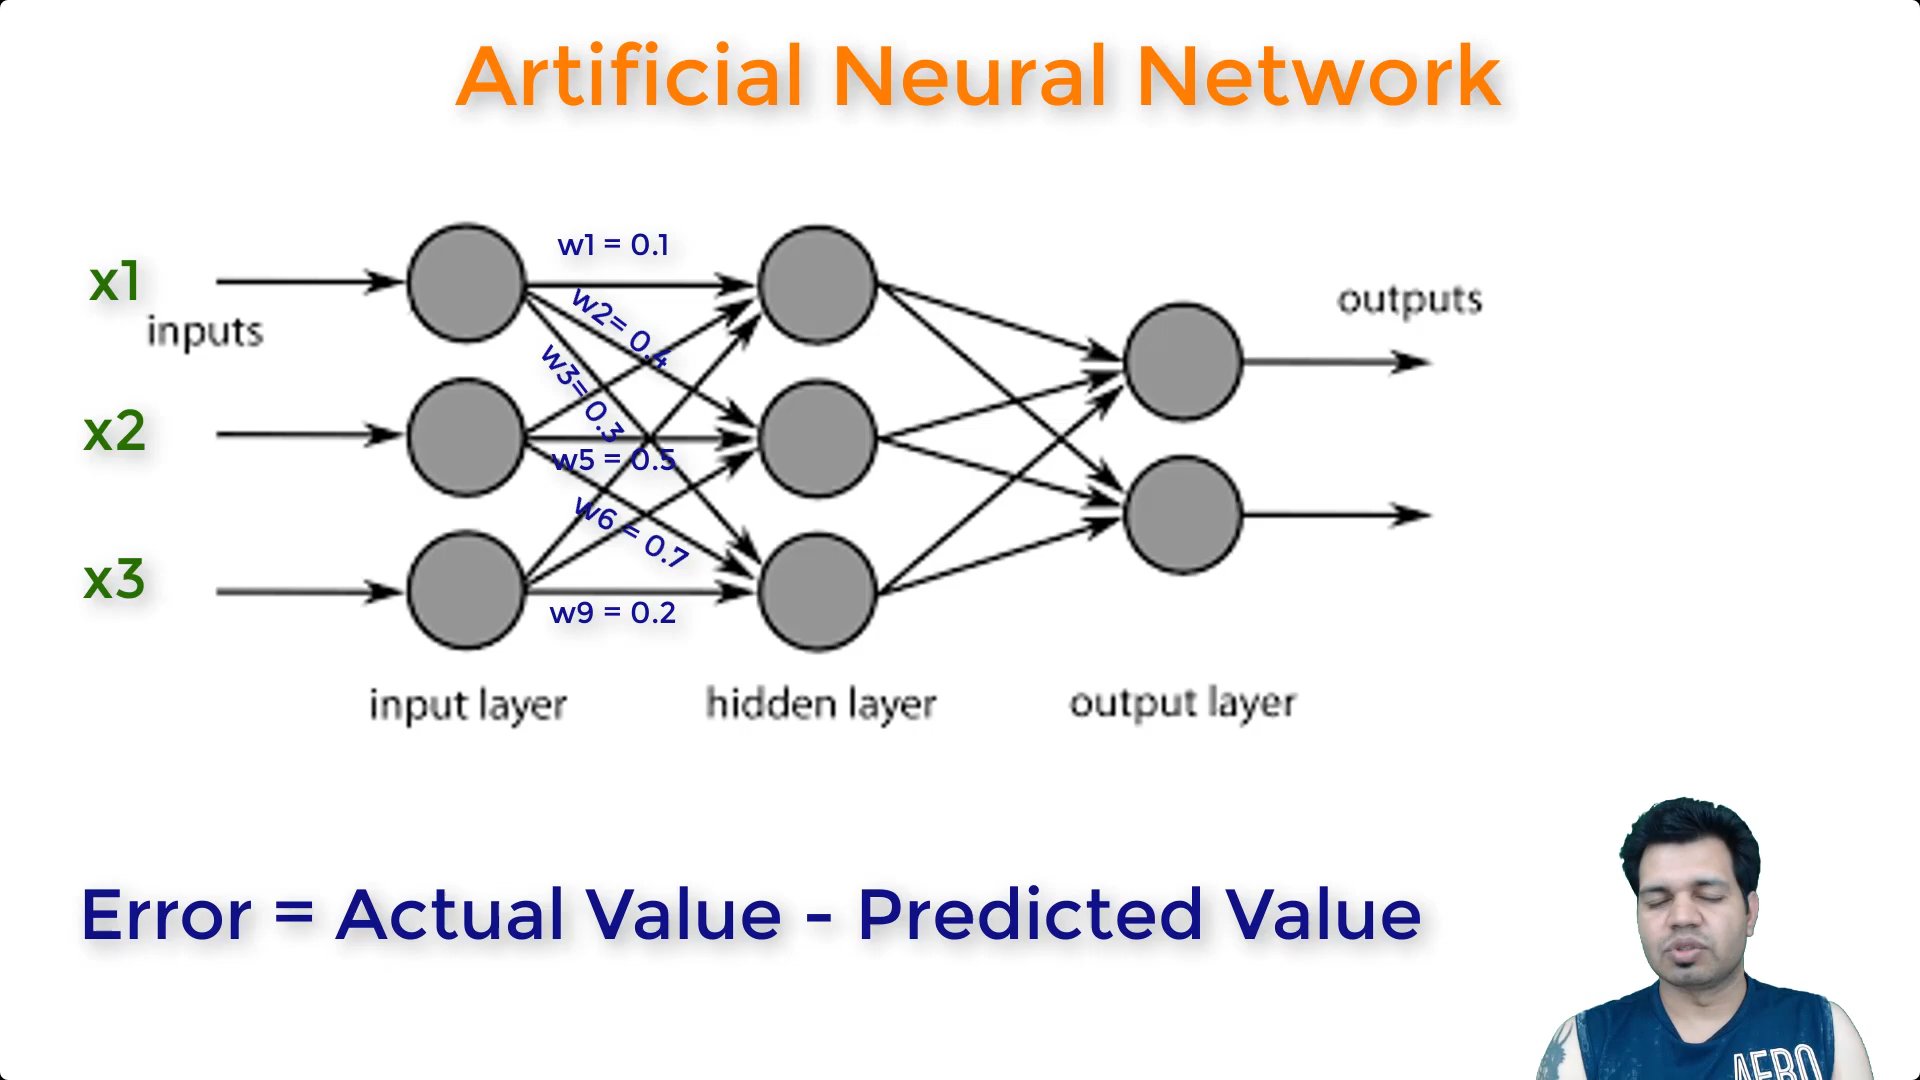 Artificial Neural Network
x1
inputs
x2
x3
w1 = 0.1
w2= 0.4
w3= 0.3
w5 = 0.5
w6 = 0.7
w9 = 0.2
outputs
input layer
hidden layer
output layer
Error = Actual Value - Predicted Value